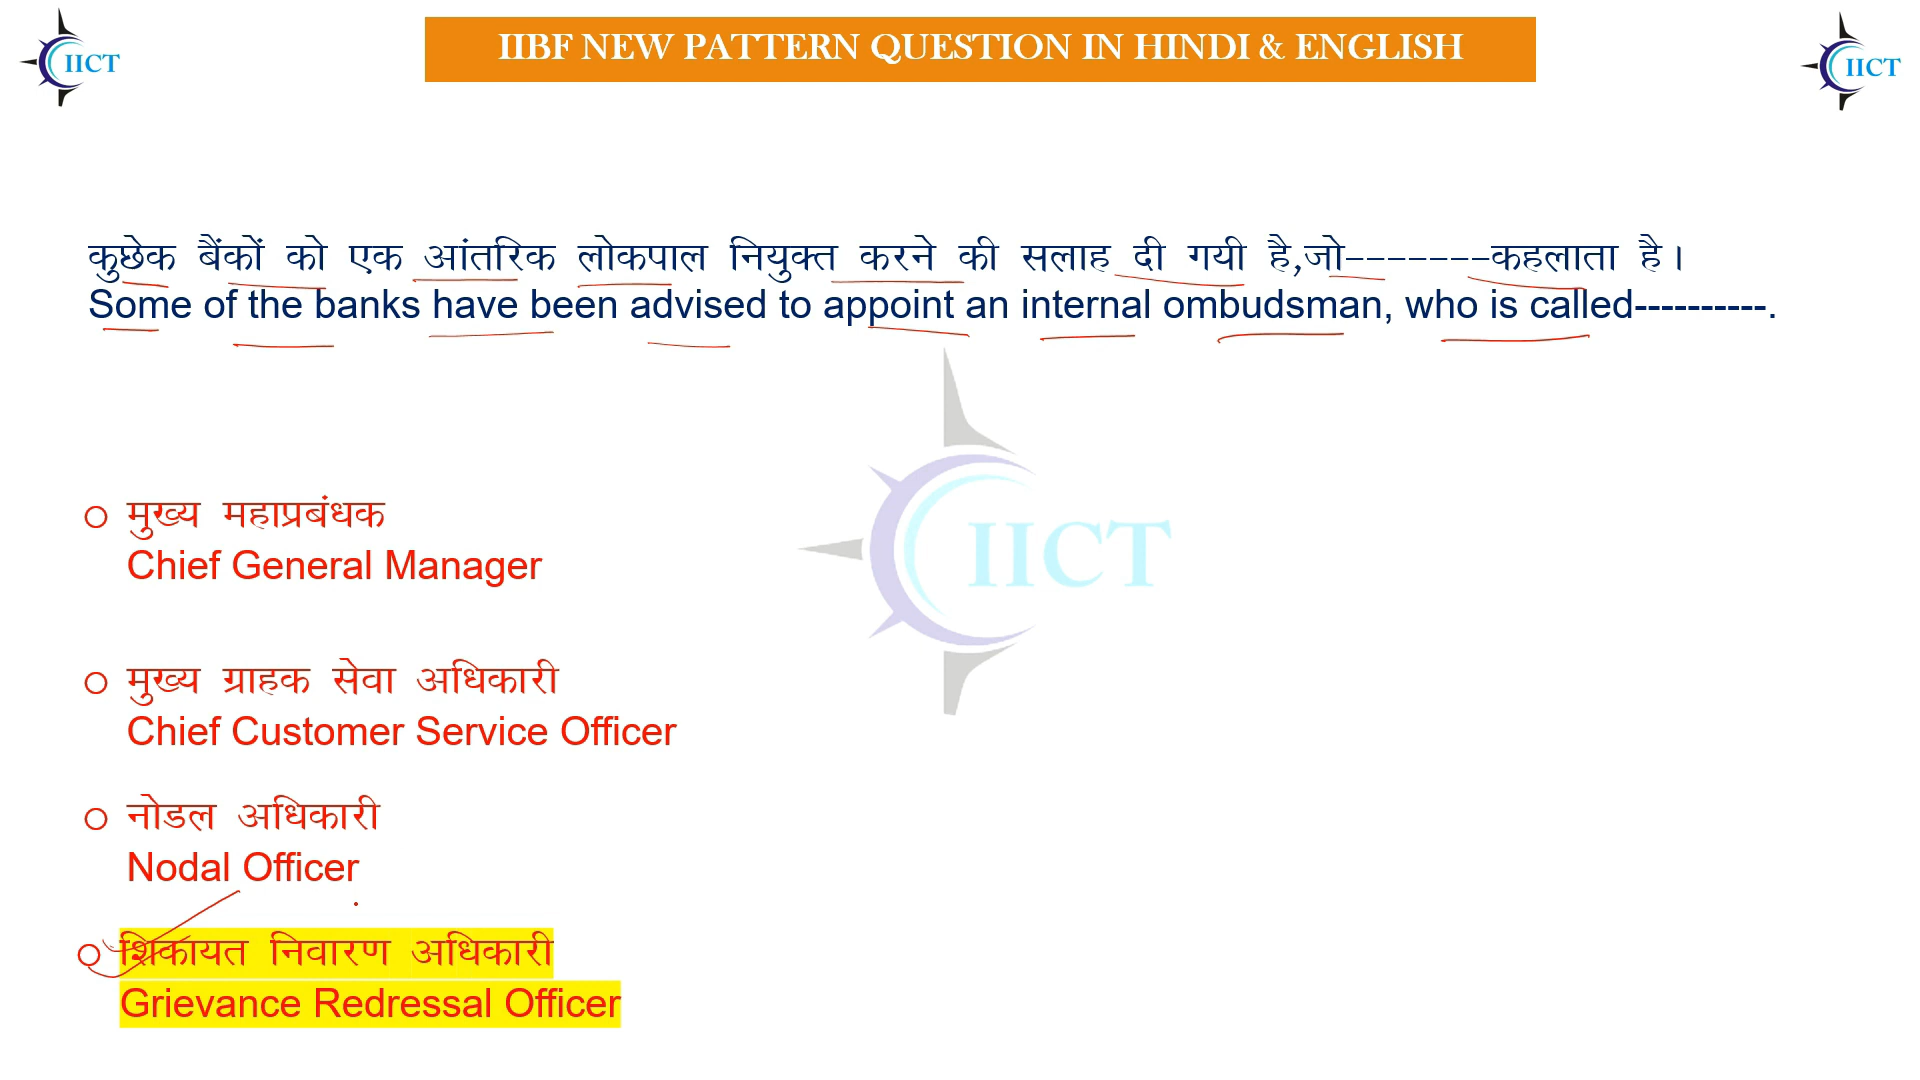 IICT
IIBF NEW PATTERN QUESTION IN HINDI & ENGLISH
IICT
कुछेक बैंकों को एक आंतरिक लोकपाल नियुक्त करने की सलाह दी गयी है,जो-------कहलाता है।
Some of the banks have been advised to appoint an internal ombudsman, who is called----------.
IICT
मुख्य महाप्रबंधक
Chief General Manager
मुख्य ग्राहक सेवा अधिकारी
Chief Customer Service Officer
नोडल अधिकारी
Nodal Officer
शिकायत निवारण अधिकारी
Grievance Redressal Officer